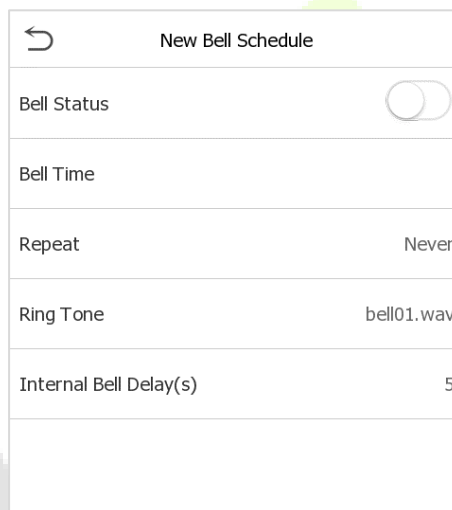 New Bell Schedule
Bell Status
Bell Time
Repeat Never
Ring Tone bell01.wav
Internal Bell Delay(s) 5